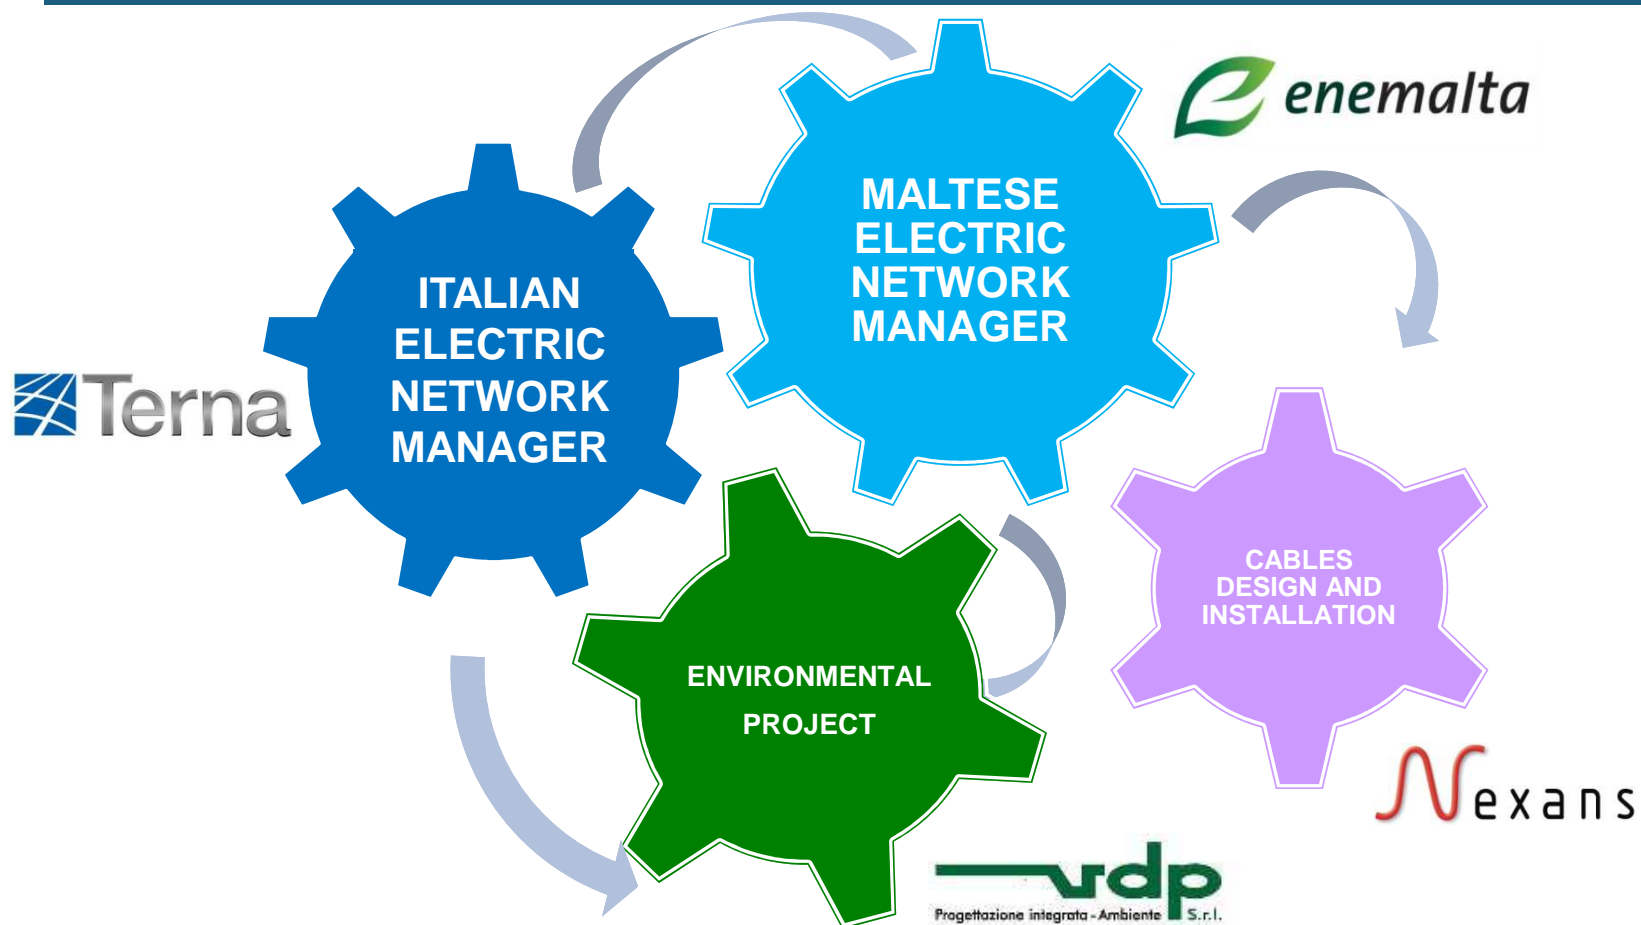 enemalta
MALTESE
ELECTRIC
NETWORK
MANAGER
ITALIAN
ELECTRIC
NETWORK
MANAGER
Terna
CABLES
DESIGN AND
INSTALLATION
ENVIRONMENTAL
PROJECT
Nexans
vdp
Progettazione integrata - Ambiente S.r.l.